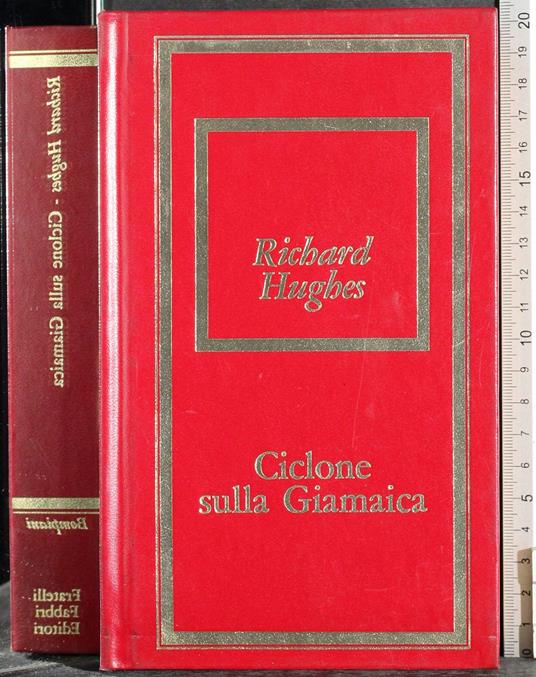 Richard Hughes - Ciclone sulla Giamaica
Bompiani
Fratelli
Fabbri
Editori
Richard
Hughes
Ciclone
sulla Giamaica
20
19
18
17
16
15
14
13
12
11
10
9
8
7
6
5
4
3
2
1
0